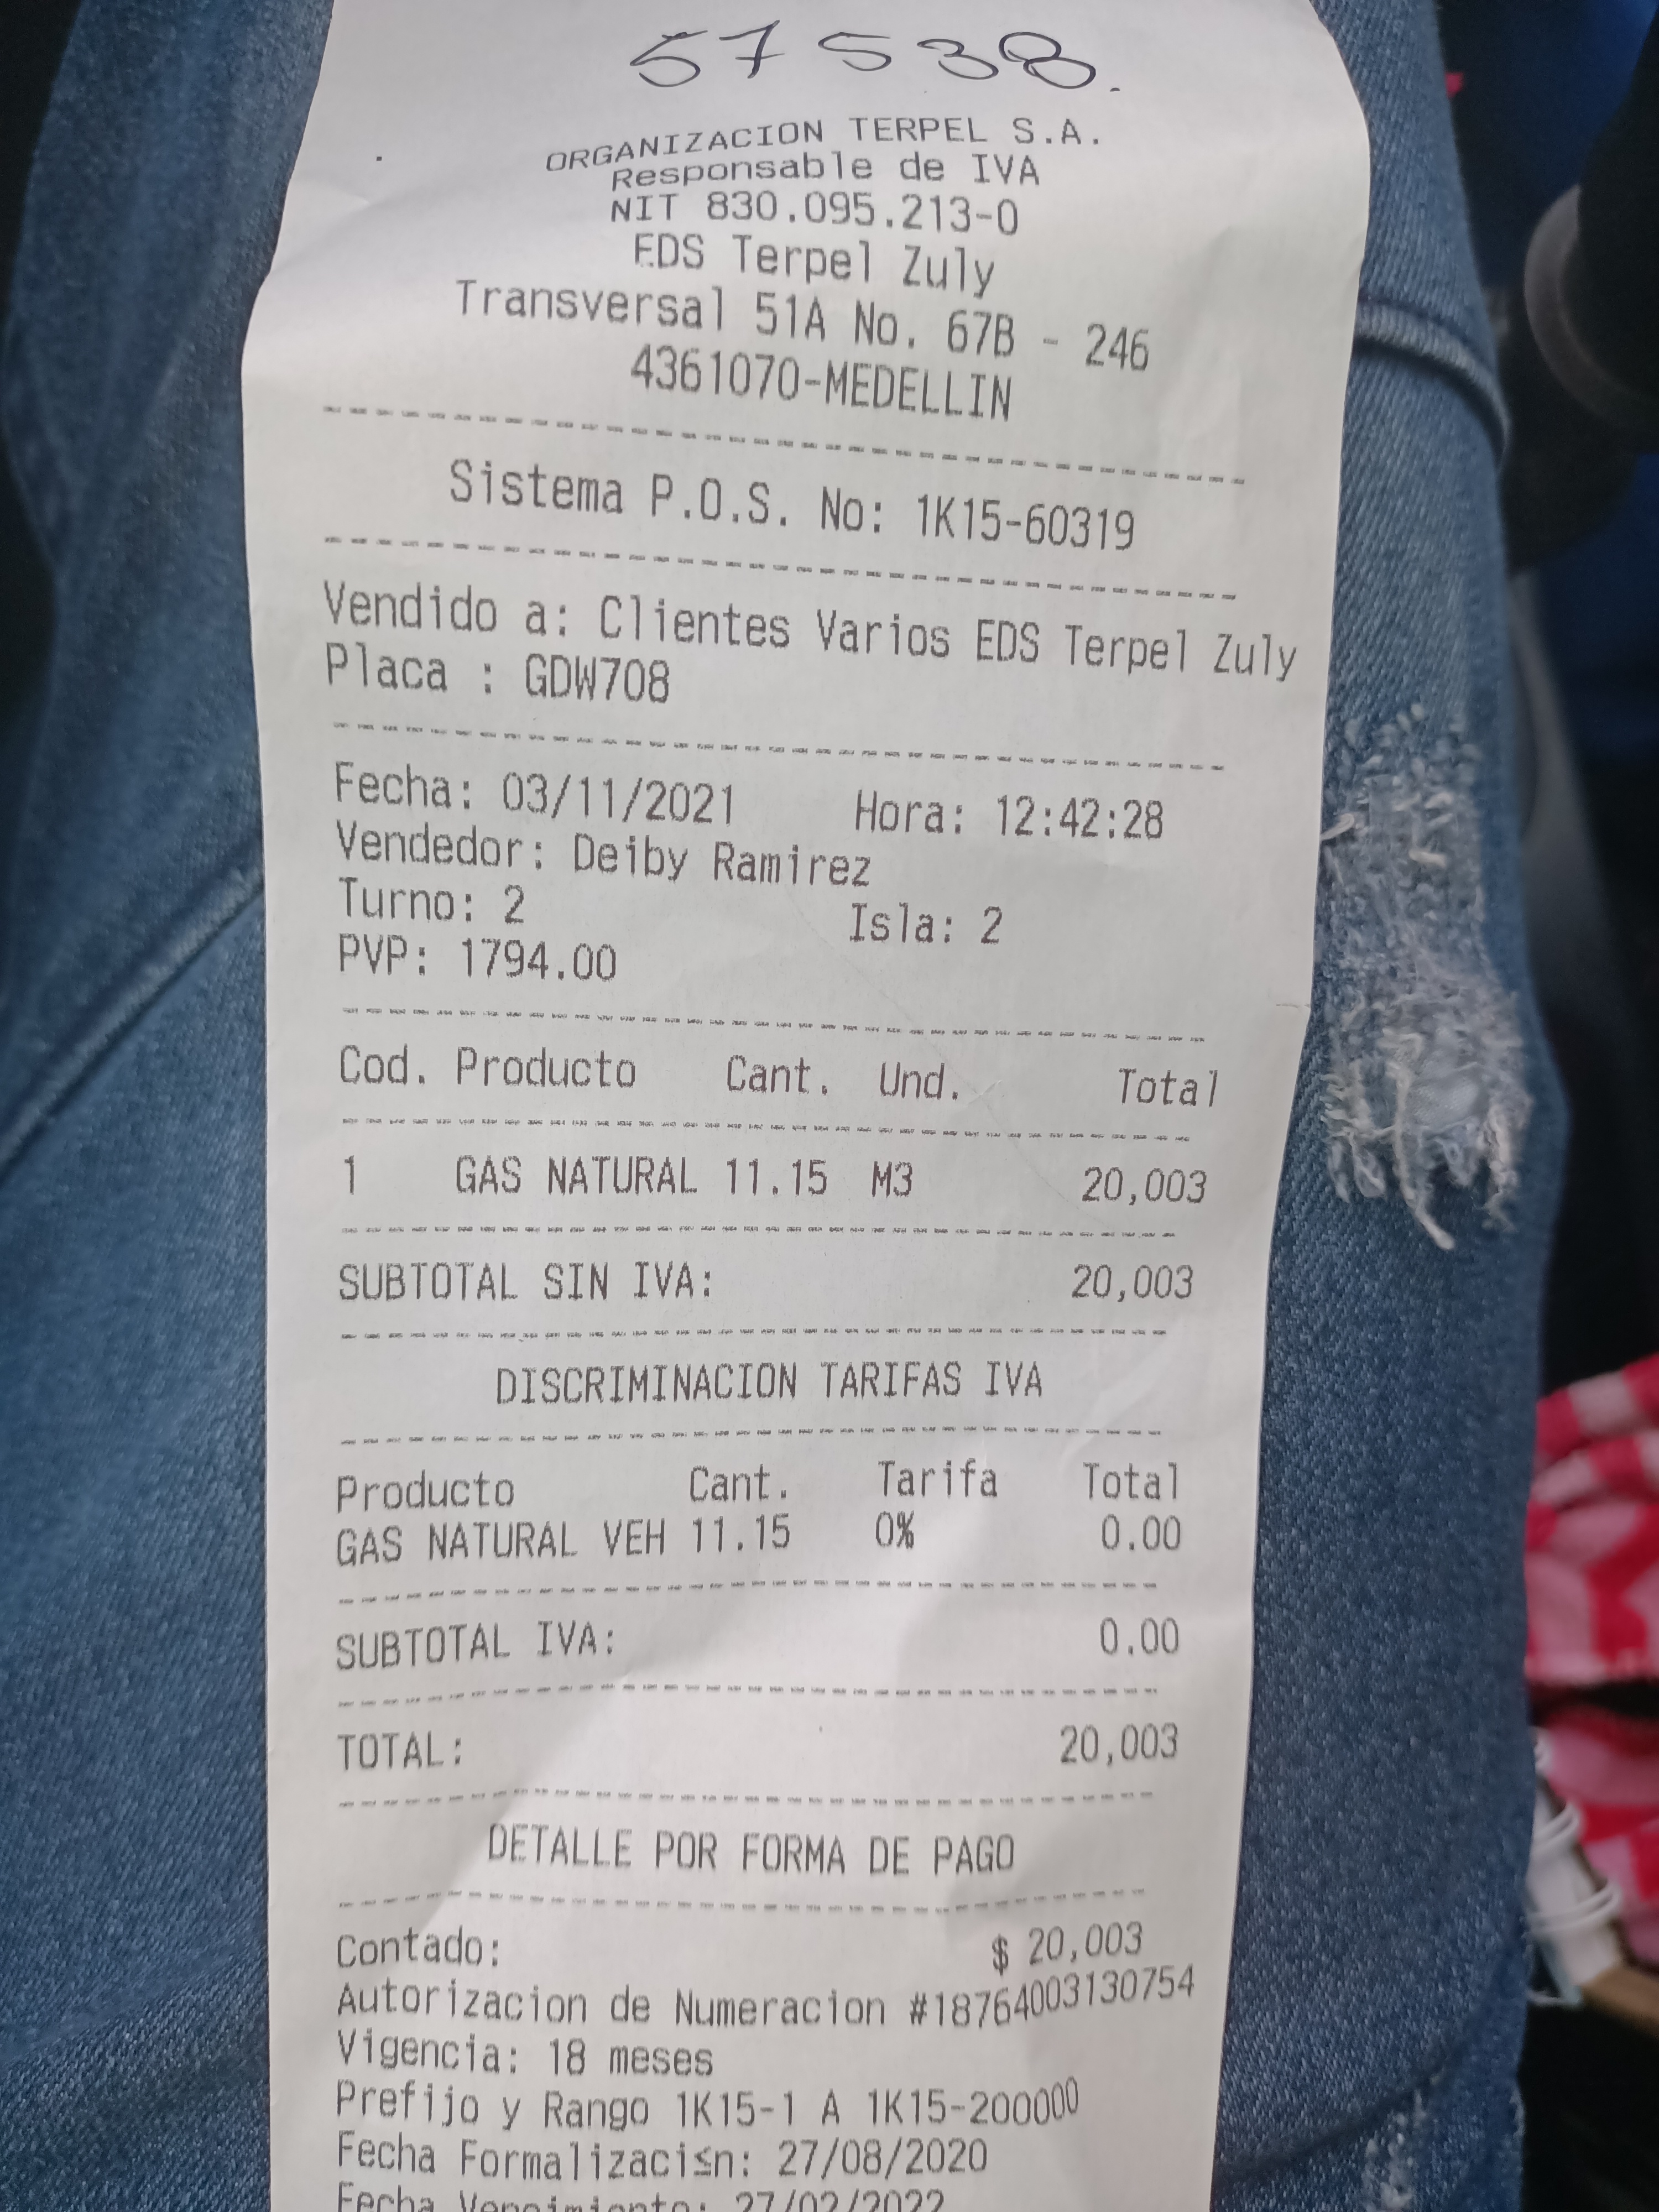 57538.
ORGANIZACION TERPEL S.A.
Responsable de IVA
NIT 830.095.213-0
EDS Terpel Zuly
Transversal 51A No. 67B - 246
4361070-MEDELLIN
Sistema P.O.S. No: 1K15-60319
Vendido a: Clientes Varios EDS Terpel Zuly
Placa : GDW708
Fecha: 03/11/2021 Hora: 12:42:28
Vendedor: Deiby Ramirez
Turno: 2 Isla: 2
PVP: 1794.00
Cod. Producto Cant. Und. Total
1 GAS NATURAL 11.15 M3 20,003
SUBTOTAL SIN IVA: 20,003
DISCRIMINACION TARIFAS IVA
Producto Cant. Tarifa Total
GAS NATURAL VEH 11.15 0% 0.00
SUBTOTAL IVA: 0.00
TOTAL: 20,003
DETALLE POR FORMA DE PAGO
Contado: $ 20,003
Autorizacion de Numeracion #18764003130754
Vigencia: 18 meses
Prefijo y Rango 1K15-1 A 1K15-200000
Fecha Formalizaci≤n: 27/08/2020
Fecha Vencimiento: 27/02/2022